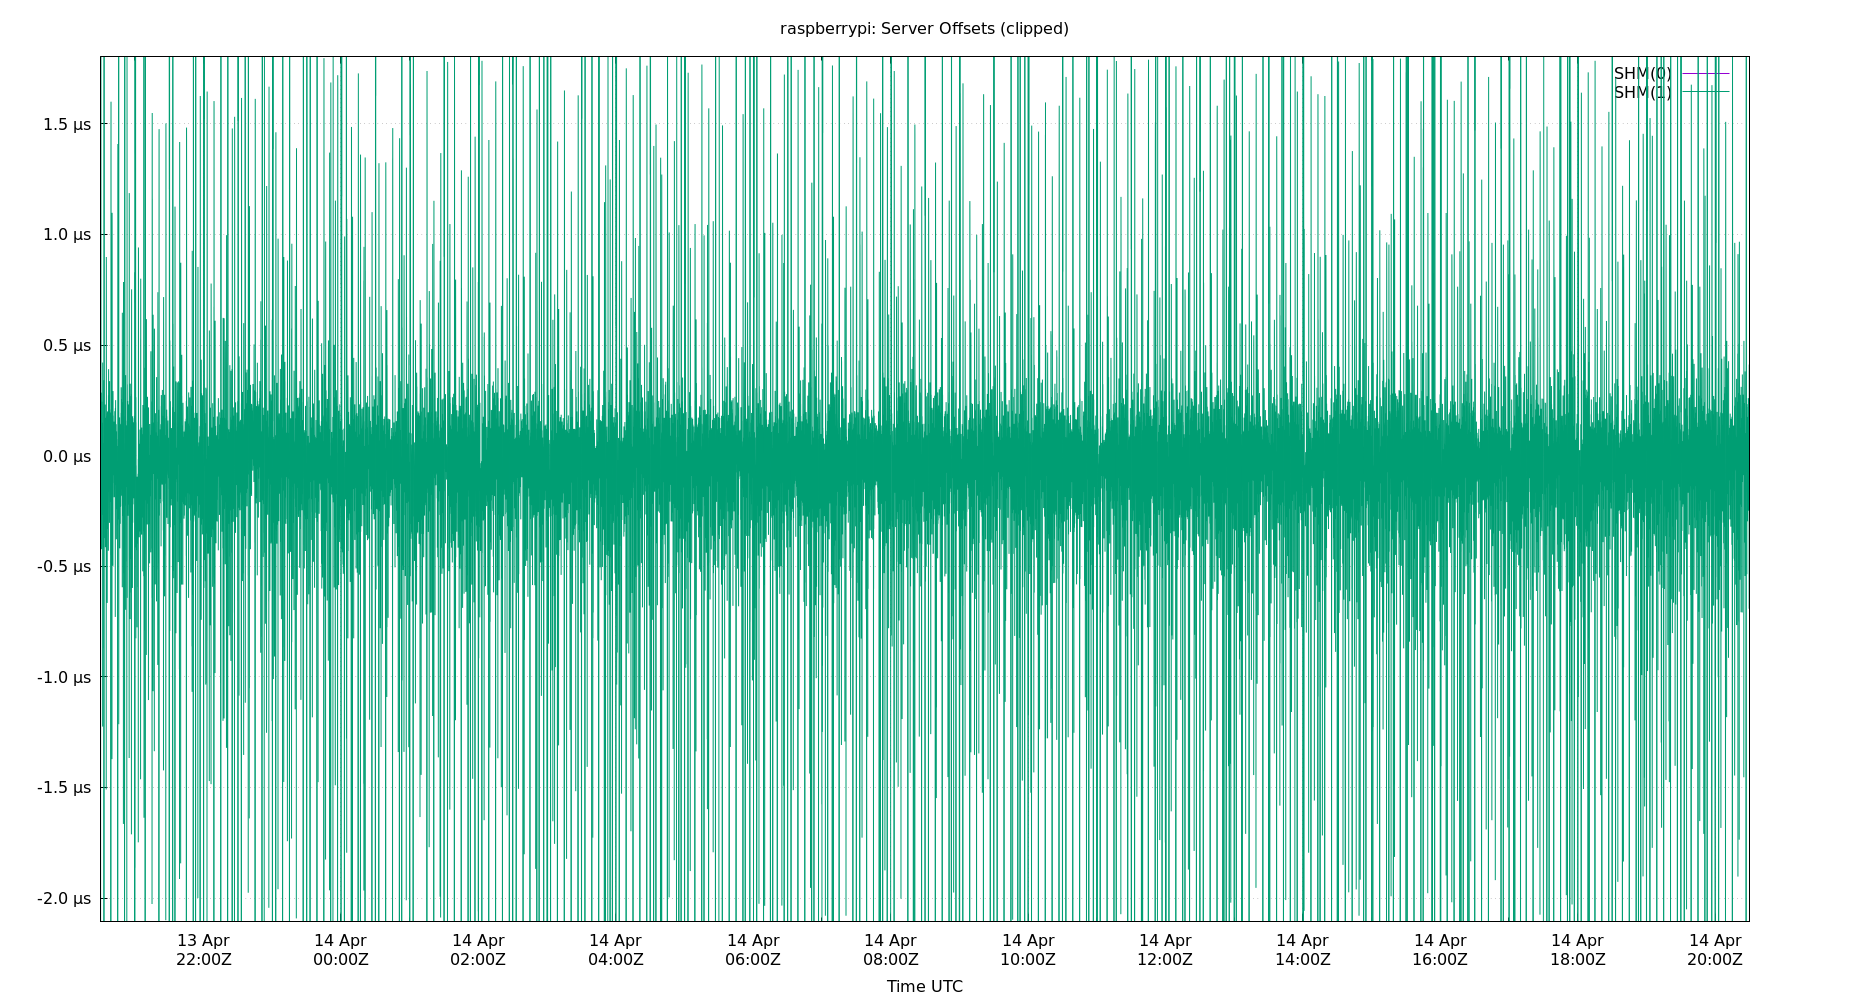 raspberrypi: Server Offsets (clipped)
SHM(0)
SHM(1)
1.5 µs
1.0 µs
0.5 µs
0.0 µs
-0.5 µs
-1.0 µs
-1.5 µs
-2.0 µs
13 Apr 14 Apr 14 Apr 14 Apr 14 Apr 14 Apr 14 Apr 14 Apr 14 Apr 14 Apr 14 Apr 14 Apr
22:00Z 00:00Z 02:00Z 04:00Z 06:00Z 08:00Z 10:00Z 12:00Z 14:00Z 16:00Z 18:00Z 20:00Z
Time UTC